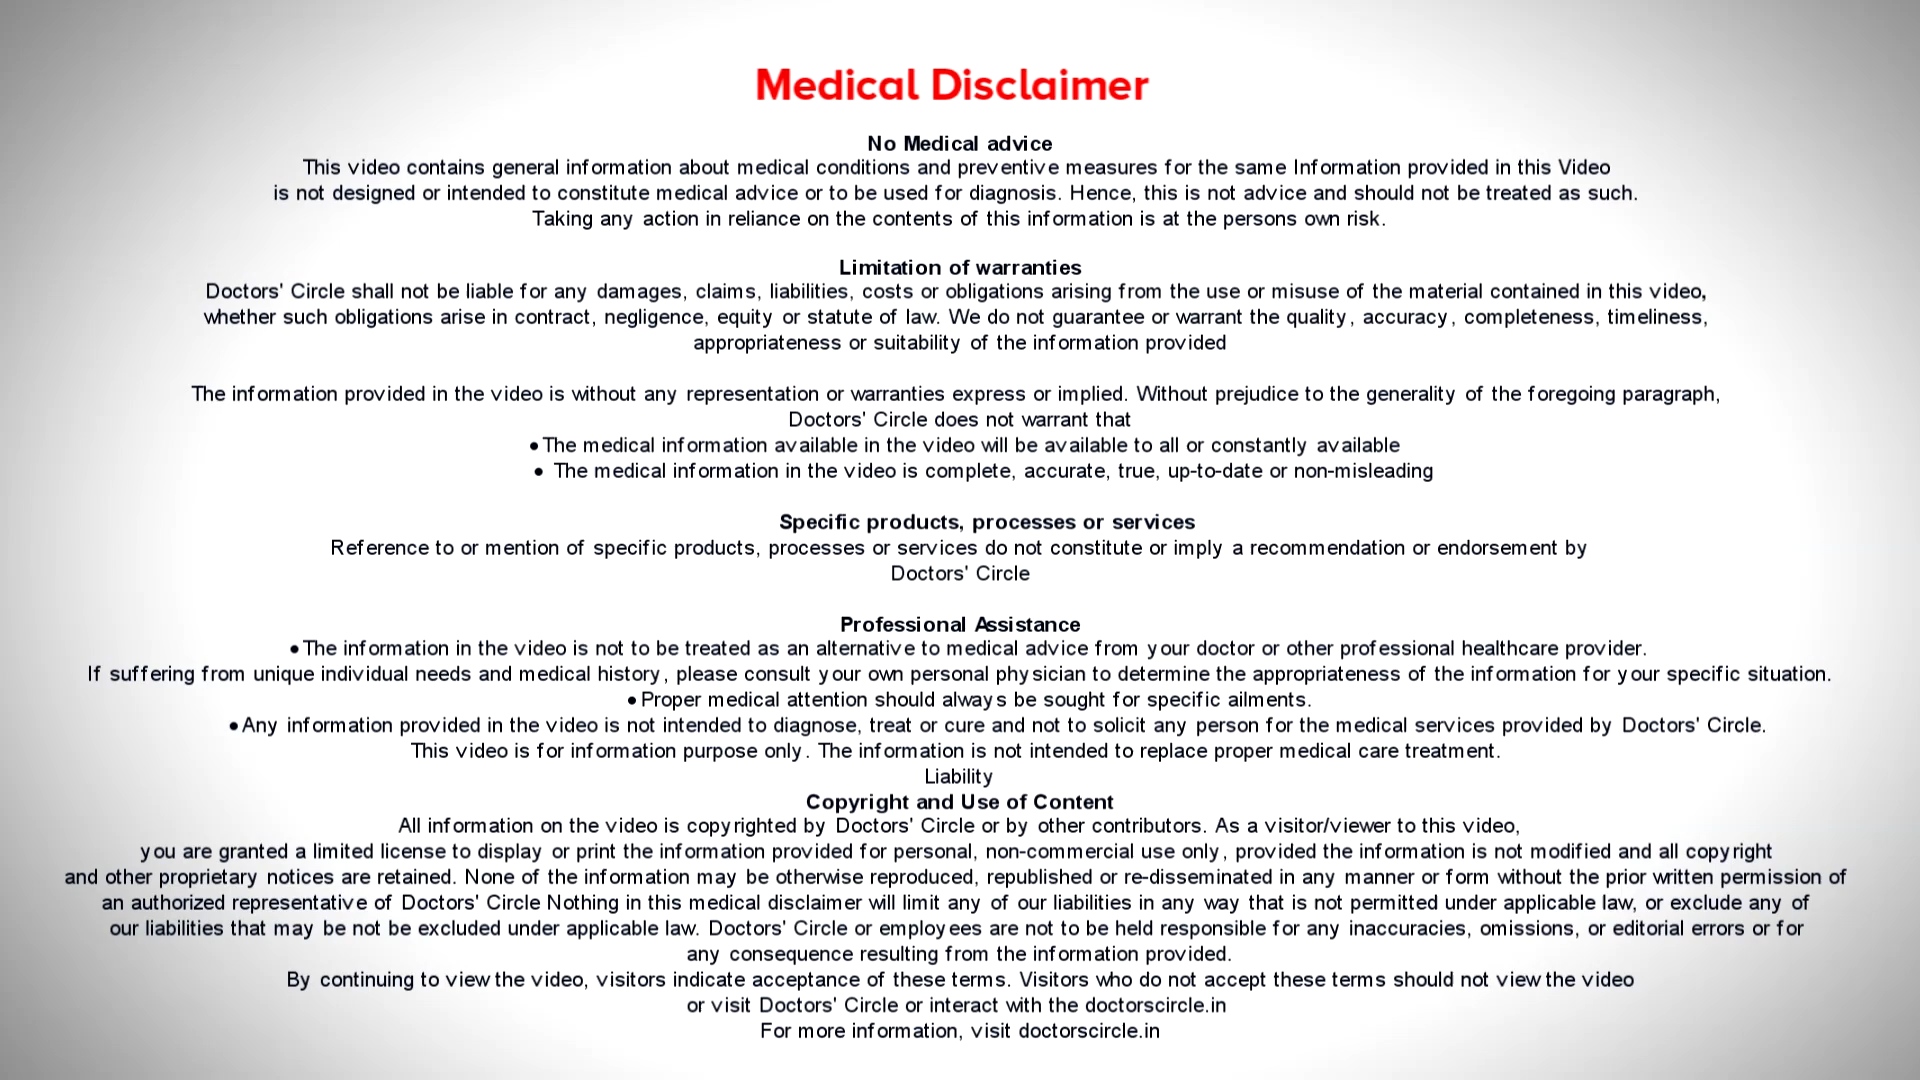 Medical Disclaimer
No Medical advice
This video contains general information about medical conditions and preventive measures for the same Information provided in this Video
is not designed or intended to constitute medical advice or to be used for diagnosis. Hence, this is not advice and should not be treated as such.
Taking any action in reliance on the contents of this information is at the persons own risk.
Limitation of warranties
Doctors' Circle shall not be liable for any damages, claims, liabilities, costs or obligations arising from the use or misuse of the material contained in this video,
whether such obligations arise in contract, negligence, equity or statute of law. We do not guarantee or warrant the quality, accuracy, completeness, timeliness,
appropriateness or suitability of the information provided
The information provided in the video is without any representation or warranties express or implied. Without prejudice to the generality of the foregoing paragraph,
Doctors' Circle does not warrant that
• The medical information available in the video will be available to all or constantly available
• The medical information in the video is complete, accurate, true, up-to-date or non-misleading
Specific products, processes or services
Reference to or mention of specific products, processes or services do not constitute or imply a recommendation or endorsement by
Doctors' Circle
Professional Assistance
• The information in the video is not to be treated as an alternative to medical advice from your doctor or other professional healthcare provider.
If suffering from unique individual needs and medical history, please consult your own personal physician to determine the appropriateness of the information for your specific situation.
• Proper medical attention should always be sought for specific ailments.
• Any information provided in the video is not intended to diagnose, treat or cure and not to solicit any person for the medical services provided by Doctors' Circle.
This video is for information purpose only. The information is not intended to replace proper medical care treatment.
Liability
Copyright and Use of Content
All information on the video is copyrighted by Doctors' Circle or by other contributors. As a visitor/viewer to this video,
you are granted a limited license to display or print the information provided for personal, non-commercial use only, provided the information is not modified and all copyright
and other proprietary notices are retained. None of the information may be otherwise reproduced, republished or re-disseminated in any manner or form without the prior written permission of
an authorized representative of Doctors' Circle Nothing in this medical disclaimer will limit any of our liabilities in any way that is not permitted under applicable law, or exclude any of
our liabilities that may be not be excluded under applicable law. Doctors' Circle or employees are not to be held responsible for any inaccuracies, omissions, or editorial errors or for
any consequence resulting from the information provided.
By continuing to view the video, visitors indicate acceptance of these terms. Visitors who do not accept these terms should not view the video
or visit Doctors' Circle or interact with the doctorscircle.in
For more information, visit doctorscircle.in